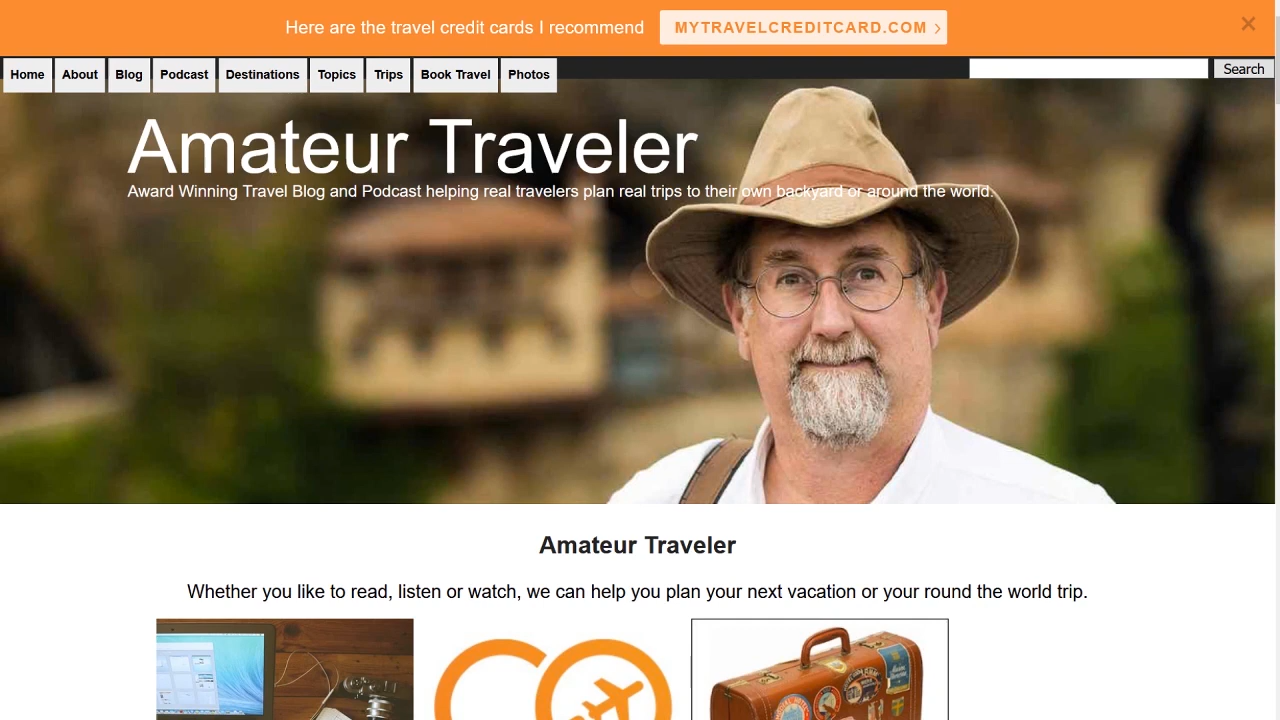 Here are the travel credit cards I recommend
MYTRAVELCREDITCARD.COM
Home About Blog Podcast Destinations Topics Trips Book Travel Photos
Search
Amateur Traveler
Award Winning Travel Blog and Podcast helping real travelers plan real trips to their own backyard or around the world.
Amateur Traveler
Whether you like to read, listen or watch, we can help you plan your next vacation or your round the world trip.